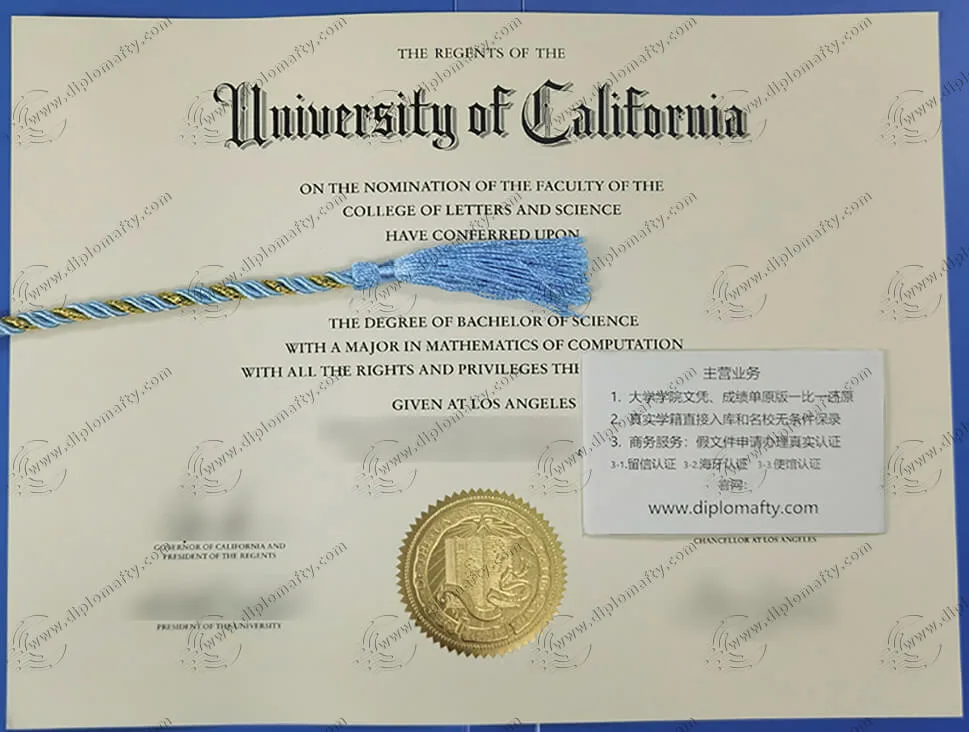 THE REGENTS OF THE
University of California
ON THE NOMINATION OF THE FACULTY OF THE
COLLEGE OF LETTERS AND SCIENCE
HAVE CONFERRED UPON
THE DEGREE OF BACHELOR OF SCIENCE
WITH A MAJOR IN MATHEMATICS OF COMPUTATION
WITH ALL THE RIGHTS AND PRIVILEGES
GIVEN AT LOS ANGELES
主营业务
1. 大学学院文凭、成绩单原版一比一还原
2. 真实学籍直接入库和名校无条件保录
3. 商务服务：假文件申请办理真实认证
3-1.留信认证 3-2.海牙认证 3-3.使馆认证
官网:
www.diplomafty.com
GOVERNOR OF CALIFORNIA AND
PRESIDENT OF THE REGENTS
CHANCELLOR AT LOS ANGELES
PRESIDENT OF THE UNIVERSITY
www.diplomafty.com